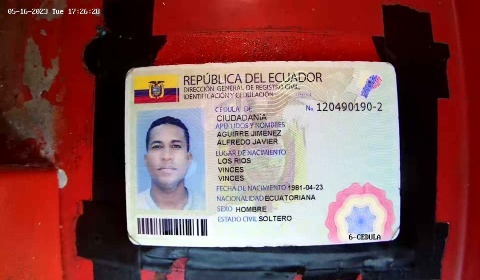 05-16-2023 Tue 17:26:28
REPÚBLICA DEL ECUADOR
DIRECCIÓN GENERAL DE REGISTRO CIVIL,
IDENTIFICACIÓN Y CEDULACIÓN
CÉDULA DE
CIUDADANÍA
No 120490190-2
APELLIDOS Y NOMBRES
AGUIRRE JIMENEZ
ALFREDO JAVIER
LUGAR DE NACIMIENTO
LOS RIOS
VINCES
VINCES
FECHA DE NACIMIENTO 1981-04-23
NACIONALIDAD ECUATORIANA
SEXO HOMBRE
ESTADO CIVIL SOLTERO
6-CEDULA